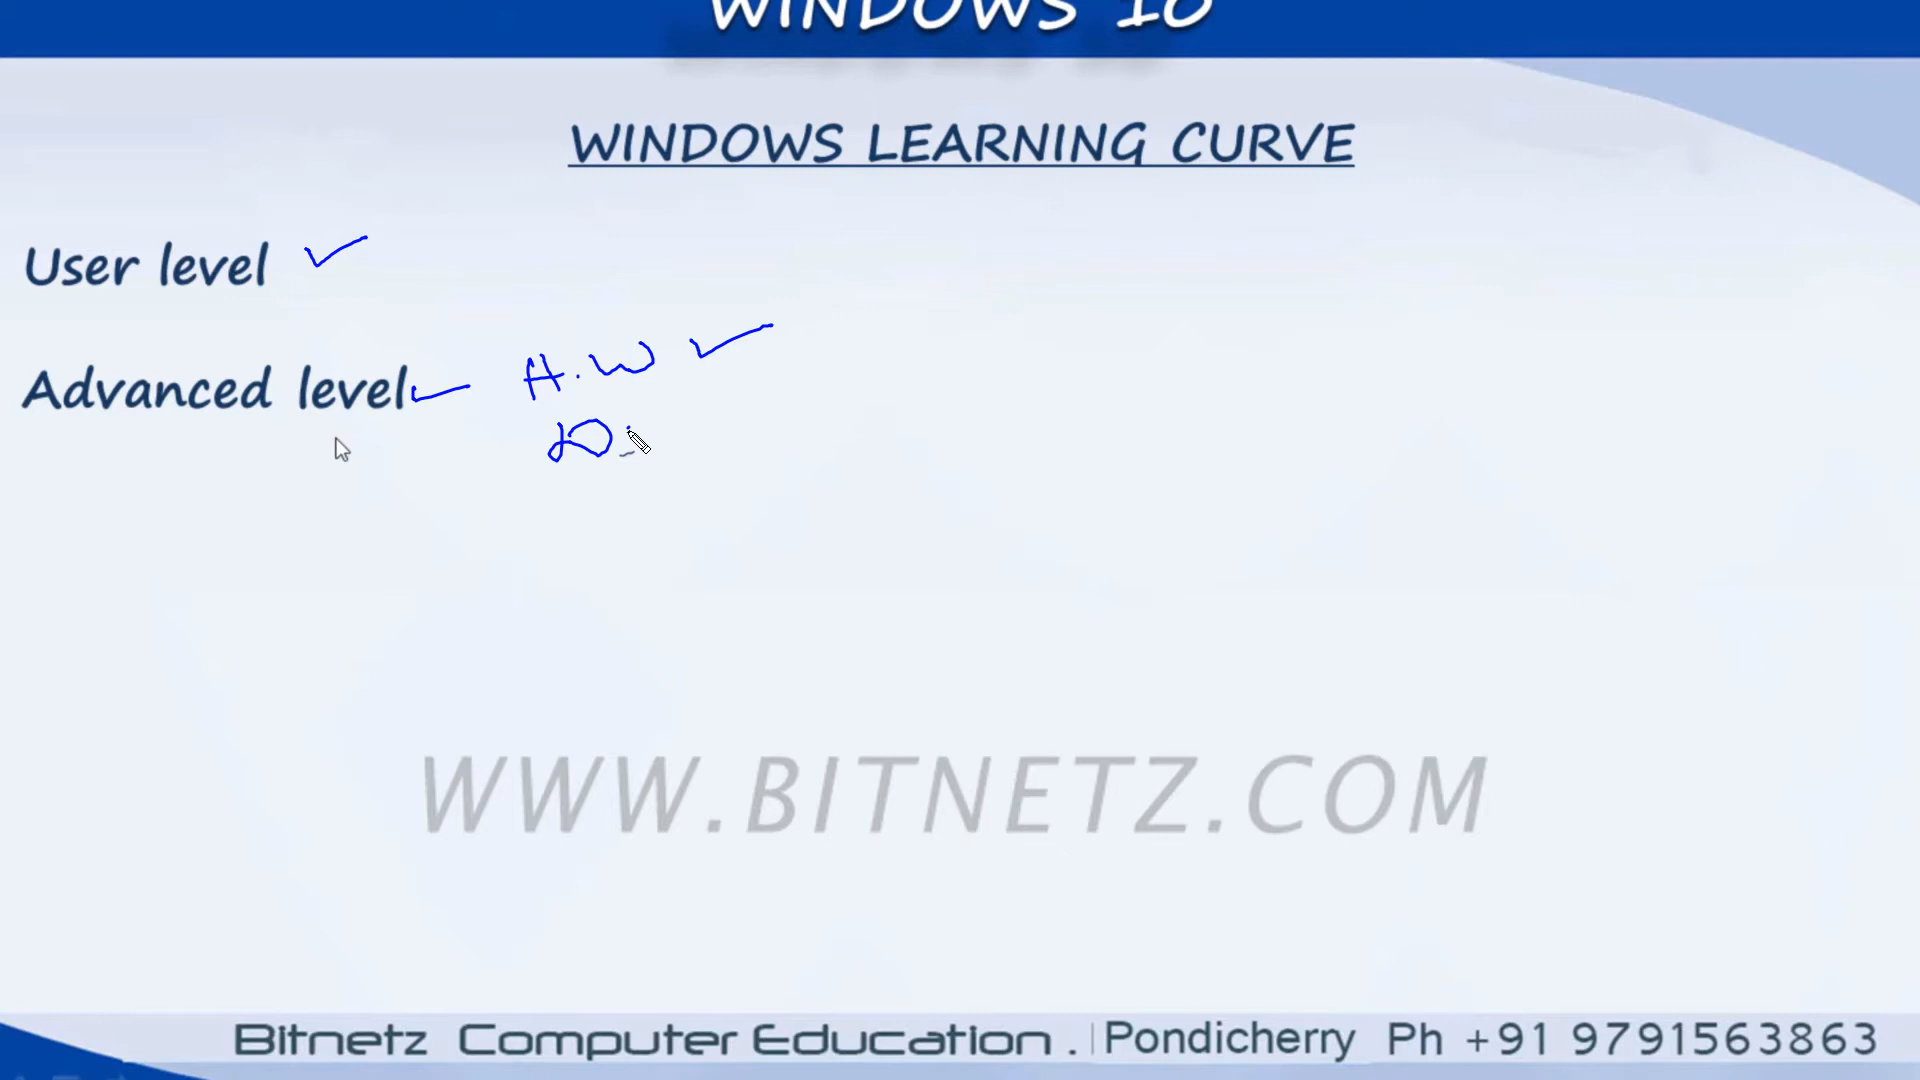 WINDOWS 10
WINDOWS LEARNING CURVE
User level
Advanced level
H.W
WWW.BITNETZ.COM
Bitnetz Computer Education . Pondicherry Ph +91 9791563863